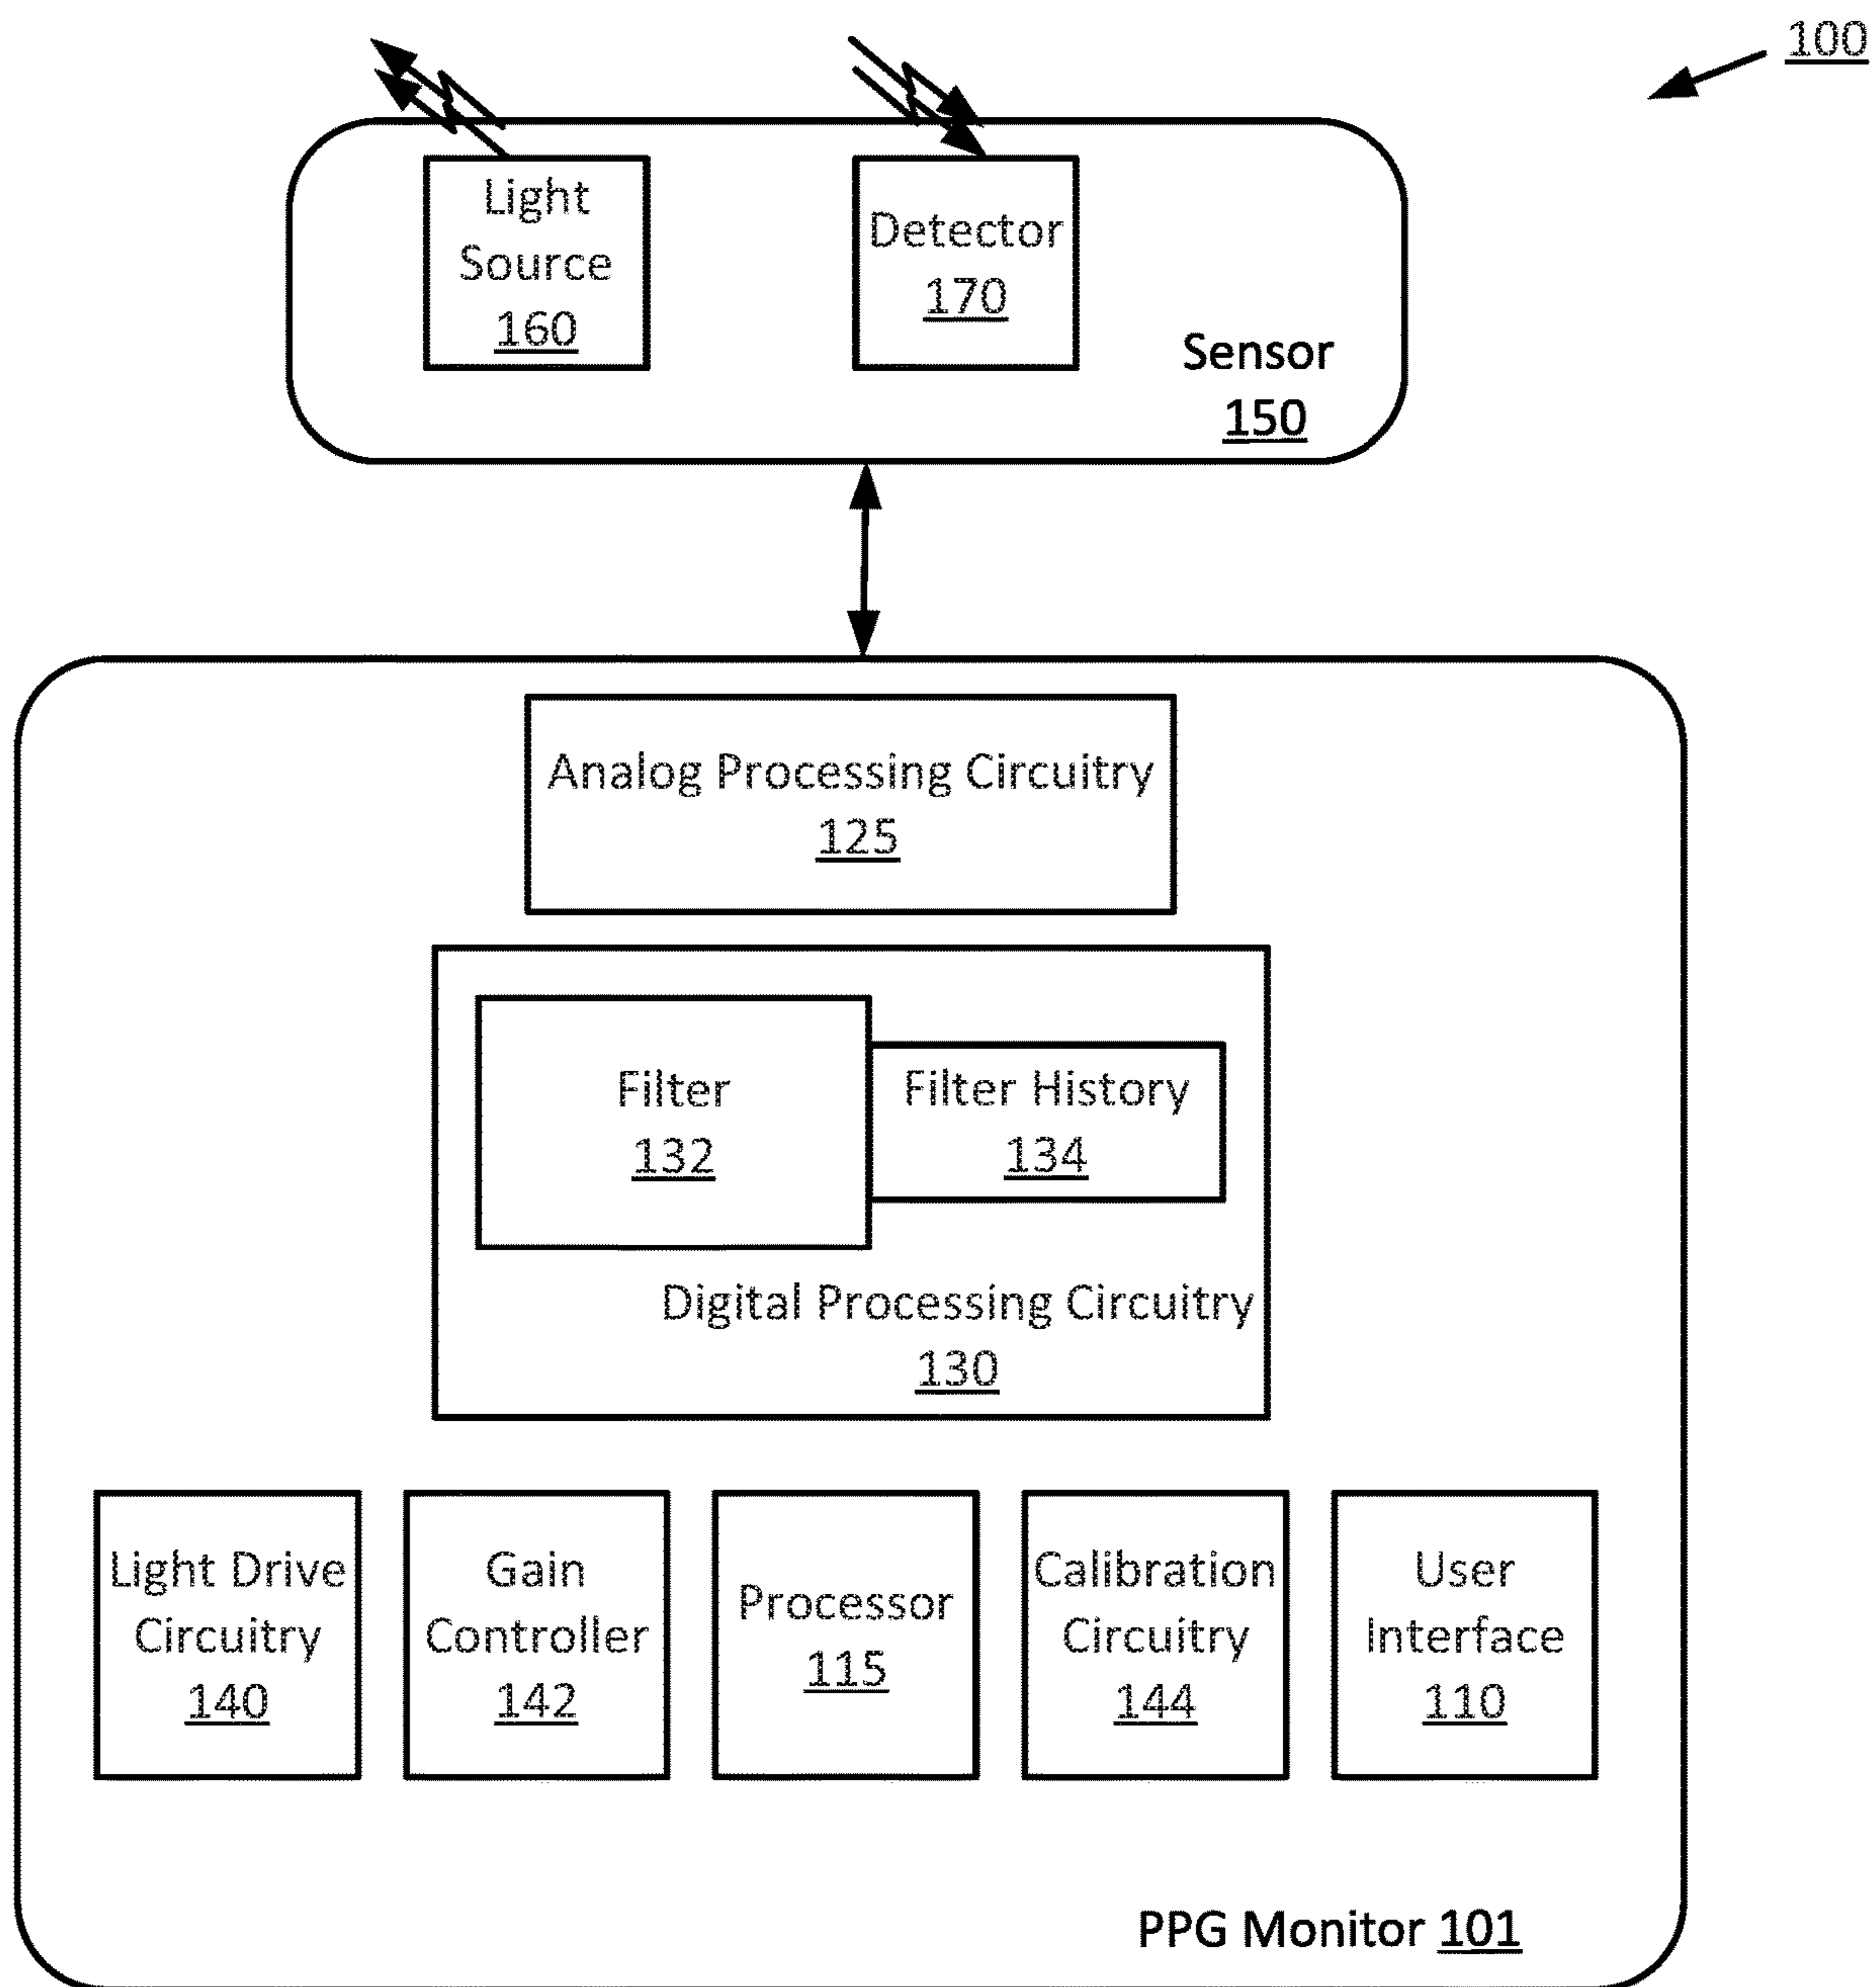 100
Light
Source
160
Detector
170
Sensor
150
Analog Processing Circuitry
125
Filter
132
Filter History
134
Digital Processing Circuitry
130
Light Drive
Circuitry
140
Gain
Controller
142
Processor
115
Calibration
Circuitry
144
User
Interface
110
PPG Monitor 101